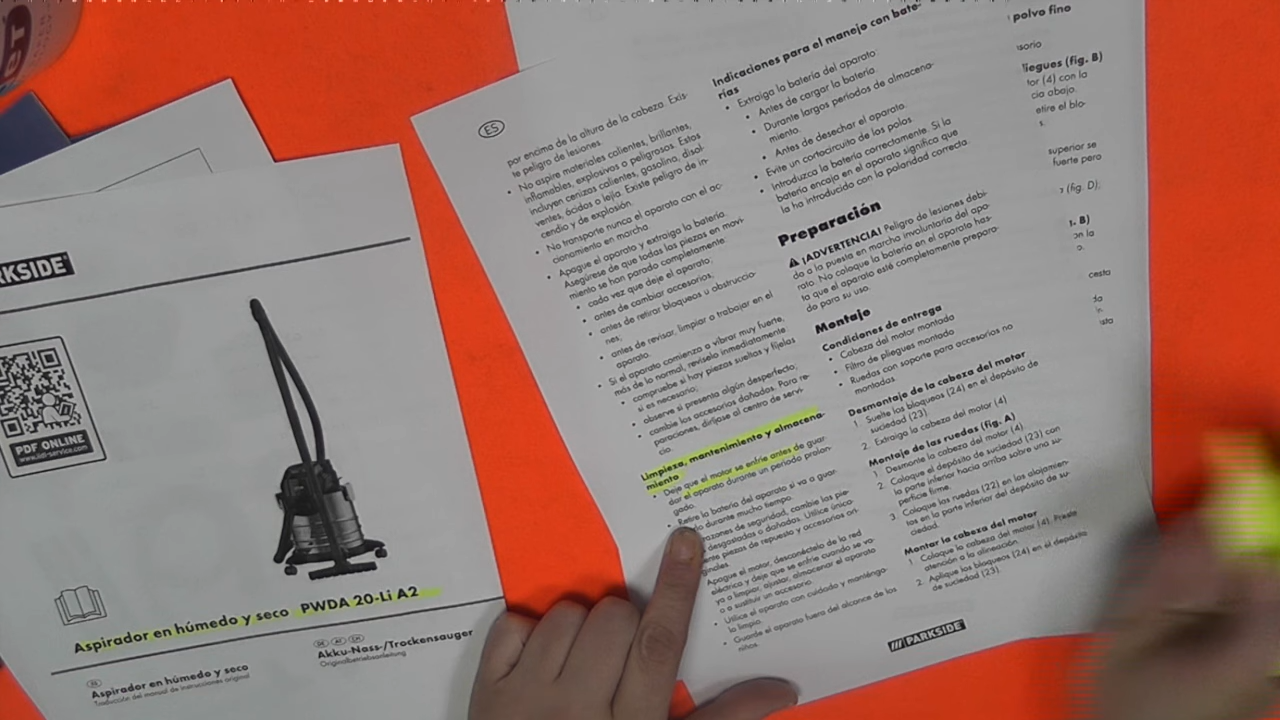 PARKSIDE
PDF ONLINE
www.lidl-service.com
Aspirador en húmedo y seco PWDA 20-Li A2
ES
Aspirador en húmedo y seco
Traducción del manual de instrucciones original
DE AT CH
Akku-Nass-/Trockensauger
Originalbetriebsanleitung
ES
por encima de la altura de la cabeza. Exis-
te peligro de lesiones.
• No aspire materiales calientes, brillantes,
inflamables, explosivos o peligrosos. Estos
incluyen cenizas calientes, gasolina, disol-
ventes, ácidos o lejía. Existe peligro de in-
cendio y de explosión.
• No transporte nunca el aparato con el ac-
cionamiento en marcha.
• Apague el aparato y extraiga la batería.
Asegúrese de que todas las piezas en movi-
miento se han parado completamente:
• cada vez que deje el aparato;
• antes de cambiar accesorios;
• antes de retirar bloqueos u obstruccio-
nes;
• antes de revisar, limpiar o trabajar en el
aparato.
• Si el aparato comienza a vibrar muy fuerte,
más de lo normal, revíselo inmediatamente
• compruebe si hay piezas sueltas y fíjelas
si es necesario;
• observe si presenta algún desperfecto;
• cambie los accesorios dañados. Para re-
paraciones, diríjase al centro de servi-
cio.
Limpieza, mantenimiento y almacena-
miento
• Deje que el motor se enfríe antes de guar-
dar el aparato durante un periodo prolon-
gado.
• Retire la batería del aparato si va a guar-
durante mucho tiempo.
razones de seguridad, cambie las pie-
desgastadas o dañadas. Utilice única-
piezas de repuesto y accesorios ori-
ginales.
Apague el motor, desconéctelo de la red
eléctrica y deje que se enfríe cuando se va-
ya a limpiar, ajustar, almacenar el aparato
o a sustituir un accesorio.
• Utilice el aparato con cuidado y manténga-
lo limpio.
• Guarde el aparato fuera del alcance de los
niños.
Indicaciones para el manejo con bate-
rías
• Extraiga la batería del aparato:
• Antes de cargar la batería.
• Durante largos periodos de almacena-
miento.
• Antes de desechar el aparato.
• Evite un cortocircuito de los polos.
• Introduzca la batería correctamente. Si la
batería encaja en el aparato significa que
la ha introducido con la polaridad correcta.
Preparación
¡ADVERTENCIA! Peligro de lesiones debi-
do a la puesta en marcha involuntaria del apa-
rato. No coloque la batería en el aparato has-
ta que el aparato esté completamente prepara-
do para su uso.
Montaje
Condiciones de entrega
• Cabeza del motor montada
• Filtro de pliegues montado
• Ruedas con soporte para accesorios no
montadas.
Desmontaje de la cabeza del motor
1. Suelte los bloqueos (24) en el depósito de
suciedad (23).
2. Extraiga la cabeza del motor (4)
Montaje de las ruedas (fig. A)
1. Desmonte la cabeza del motor (4).
2. Coloque el depósito de suciedad (23) con
la parte inferior hacia arriba sobre una su-
perficie firme.
3. Coloque las ruedas (22) en los alojamien-
tos en la parte inferior del depósito de su-
ciedad.
Montar la cabeza del motor
1. Coloque la cabeza del motor (4). Preste
atención a la alineación.
2. Aplique los bloqueos (24) en el depósito
de suciedad (23).
PARKSIDE
polvo fino
sorio
liegues (fig. B)
tor (4) con la
cia abajo.
etire el blo-
s.
superior se
fuerte pero
(fig. D).
. B)
on la
cesta